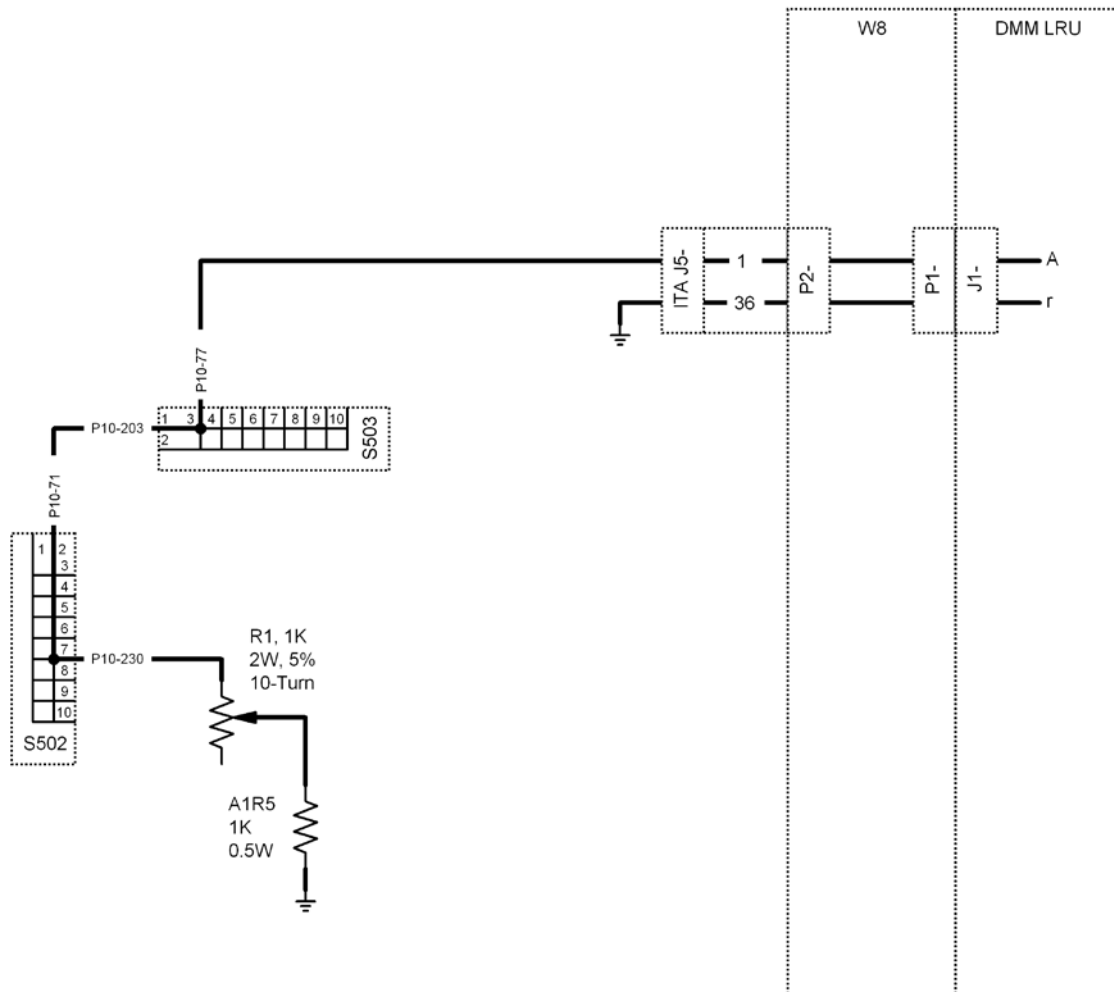 W8
DMM LRU
ITA J5-
1
36
P2-
P1-
J1-
A
r
P10-77
P10-203
1 3 4 5 6 7 8 9 10
2
S503
P10-71
1 2
3
4
5
6
7
8
9
10
S502
P10-230
R1, 1K
2W, 5%
10-Turn
A1R5
1K
0.5W